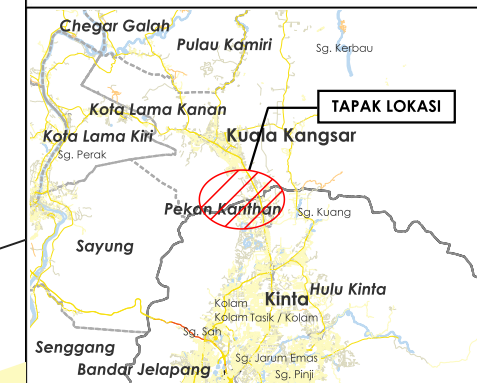 Chegar Galah
Pulau Kamiri
Sg. Kerbau
TAPAK LOKASI
Kota Lama Kanan
Kota Lama Kiri
Kuala Kangsar
Sg. Perak
Pekan Kanthan
Sg. Kuang
Sayung
Hulu Kinta
Kinta
Kolam
Kolam Tasik / Kolam
Sg. Sah
Senggang
Sg. Jarum Emas
Bandar Jelapang
Sg. Pinji